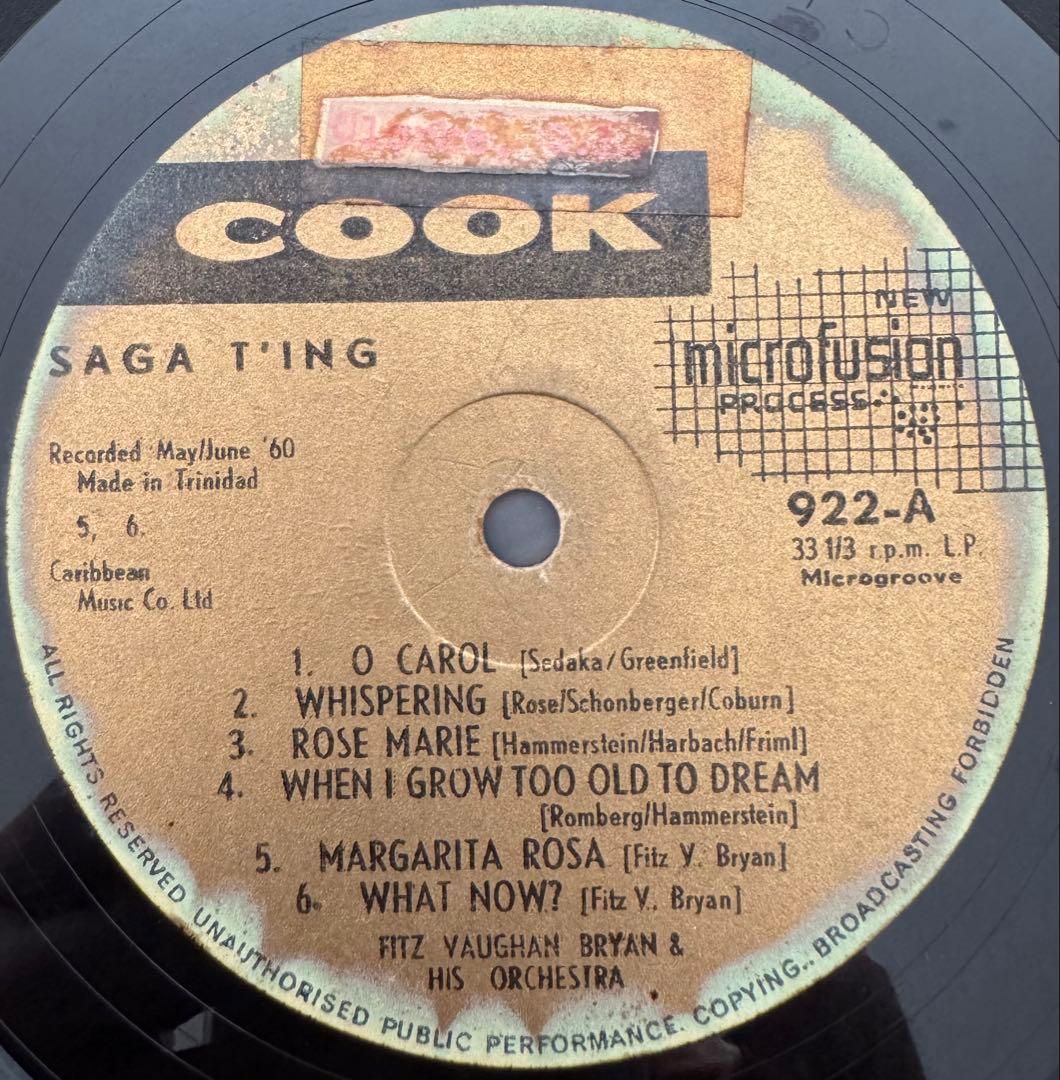 COOK
SAGA T'ING
NEW
microfusion
PROCESS
Recorded May/June '60
Made in Trinidad
5, 6.
Caribbean
Music Co. Ltd
922-A
33 1/3 r.p.m. L.P.
Microgroove
1. O CAROL [Sedaka/Greenfield]
2. WHISPERING [Rose/Schonberger/Coburn]
3. ROSE MARIE [Hammerstein/Harbach/Friml]
4. WHEN I GROW TOO OLD TO DREAM
[Romberg/Hammerstein]
5. MARGARITA ROSA [Fitz V. Bryan]
6. WHAT NOW? [Fitz V. Bryan]
FITZ VAUGHAN BRYAN &
HIS ORCHESTRA
ALL RIGHTS RESERVED UNAUTHORISED PUBLIC PERFORMANCE. COPYING.. BROADCASTING FORBIDDEN